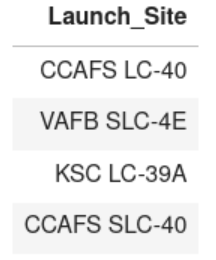 Launch_Site
CCAFS LC-40
VAFB SLC-4E
KSC LC-39A
CCAFS SLC-40